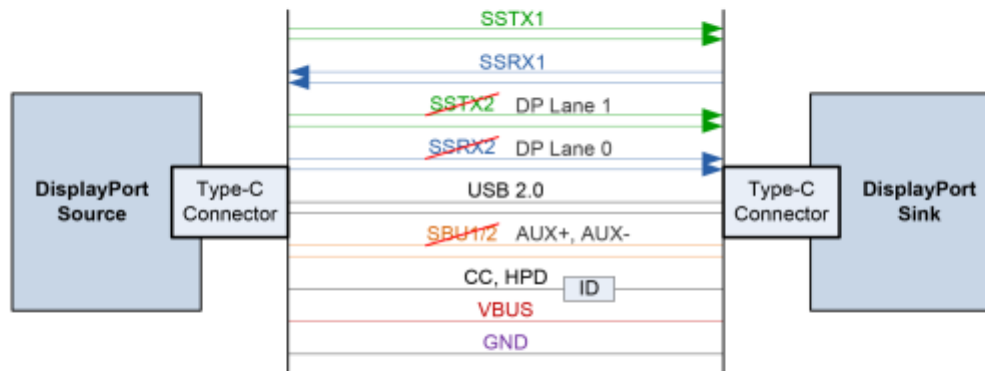 SSTX1
SSRX1
SSTX2 DP Lane 1
SSRX2 DP Lane 0
DisplayPort
Source
Type-C
Connector
USB 2.0
Type-C
Connector
DisplayPort
Sink
SBU1/2 AUX+, AUX-
CC, HPD
ID
VBUS
GND